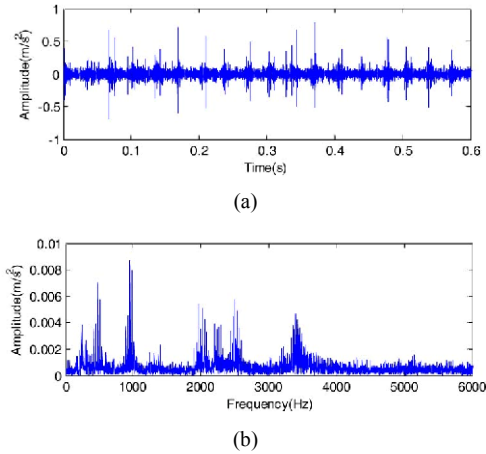 1
0.5
0
-0.5
-1
Amplitude(m/s²)
0 0.1 0.2 0.3 0.4 0.5 0.6
Time(s)
(a)
0.01
0.008
0.006
0.004
0.002
0
Amplitude(m/s²)
0 1000 2000 3000 4000 5000 6000
Frequency(Hz)
(b)